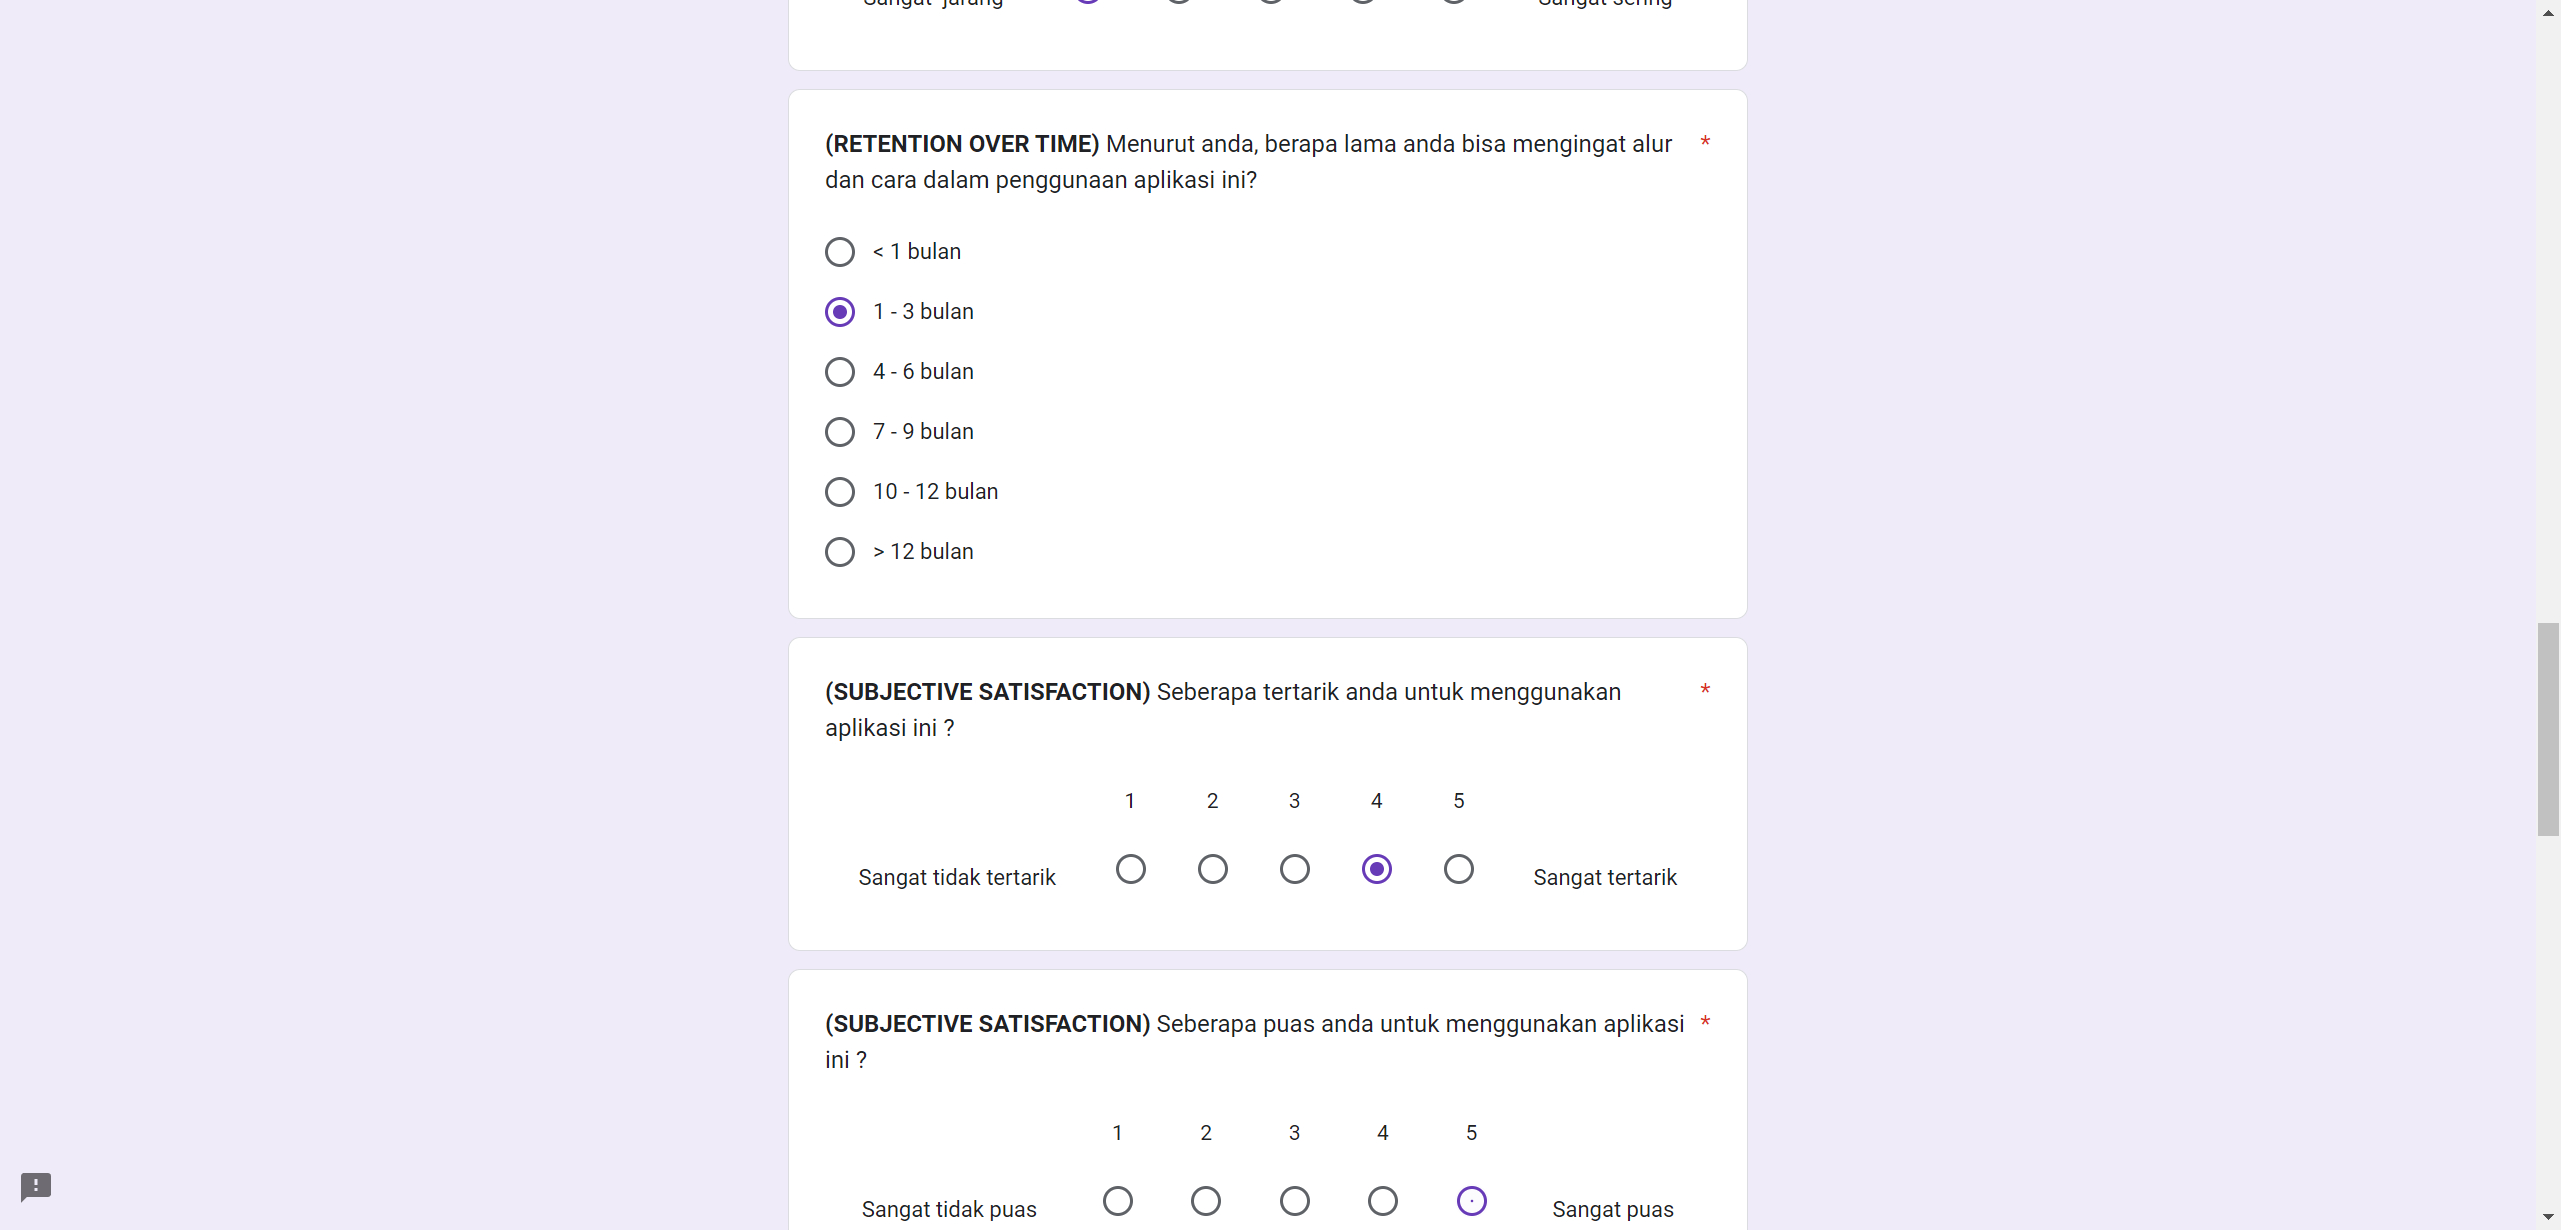 Sangat jarang Sangat sering
(RETENTION OVER TIME) Menurut anda, berapa lama anda bisa mengingat alur *
dan cara dalam penggunaan aplikasi ini?
< 1 bulan
1 - 3 bulan
4 - 6 bulan
7 - 9 bulan
10 - 12 bulan
> 12 bulan
(SUBJECTIVE SATISFACTION) Seberapa tertarik anda untuk menggunakan *
aplikasi ini ?
1 2 3 4 5
Sangat tidak tertarik Sangat tertarik
(SUBJECTIVE SATISFACTION) Seberapa puas anda untuk menggunakan aplikasi *
ini ?
1 2 3 4 5
Sangat tidak puas Sangat puas